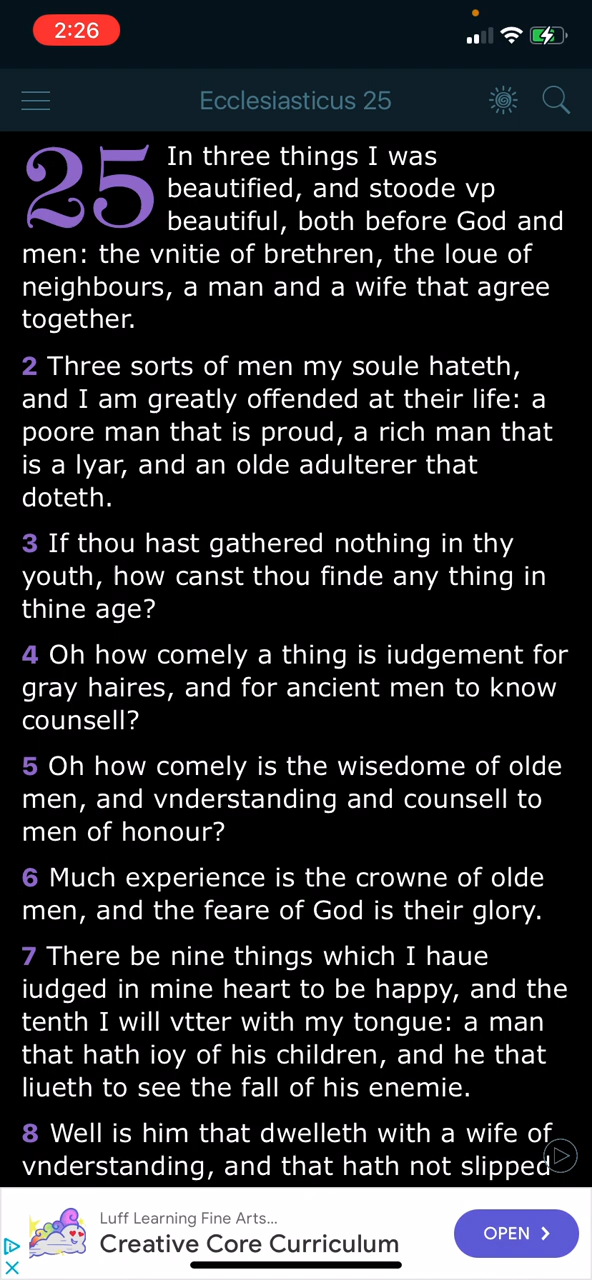 2:26
Ecclesiasticus 25
25 In three things I was
beautified, and stoode vp
beautiful, both before God and
men: the vnitie of brethren, the loue of
neighbours, a man and a wife that agree
together.
2 Three sorts of men my soule hateth,
and I am greatly offended at their life: a
poore man that is proud, a rich man that
is a lyar, and an olde adulterer that
doteth.
3 If thou hast gathered nothing in thy
youth, how canst thou finde any thing in
thine age?
4 Oh how comely a thing is iudgement for
gray haires, and for ancient men to know
counsell?
5 Oh how comely is the wisedome of olde
men, and vnderstanding and counsell to
men of honour?
6 Much experience is the crowne of olde
men, and the feare of God is their glory.
7 There be nine things which I haue
iudged in mine heart to be happy, and the
tenth I will vtter with my tongue: a man
that hath ioy of his children, and he that
liueth to see the fall of his enemie.
8 Well is him that dwelleth with a wife of
vnderstanding, and that hath not slipped
Luff Learning Fine Arts...
Creative Core Curriculum
OPEN